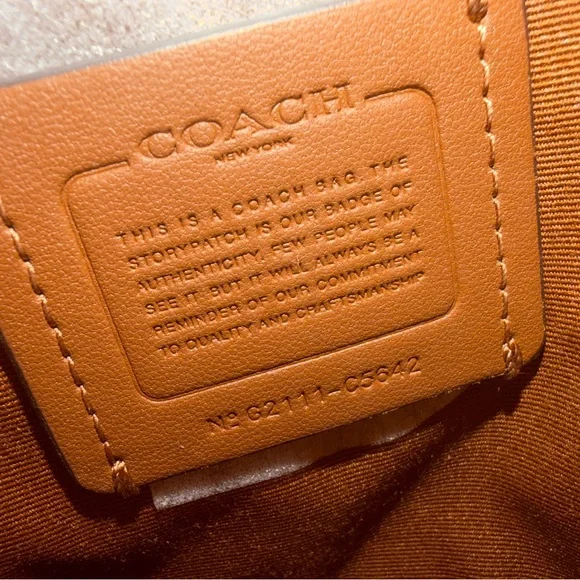 COACH
NEW YORK
THIS IS A COACH BAG. THE
STORYPATCH IS OUR BADGE OF
AUTHENTICITY. FEW PEOPLE MAY
SEE IT BUT IT WILL ALWAYS BE A
REMINDER OF OUR COMMITMENT
TO QUALITY AND CRAFTSMANSHIP
Nº G2111-C5642